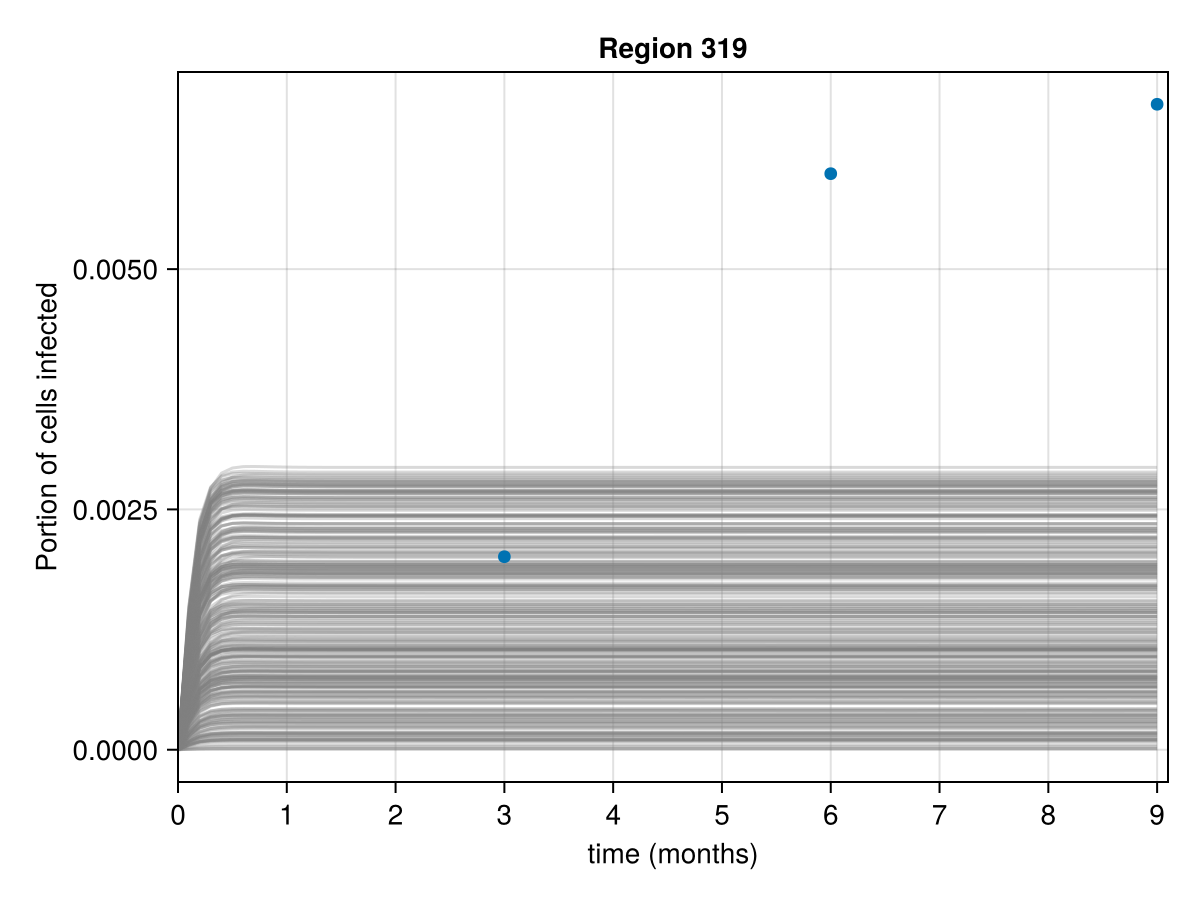 Region 319
Portion of cells infected
0.0050
0.0025
0.0000
0 1 2 3 4 5 6 7 8 9
time (months)